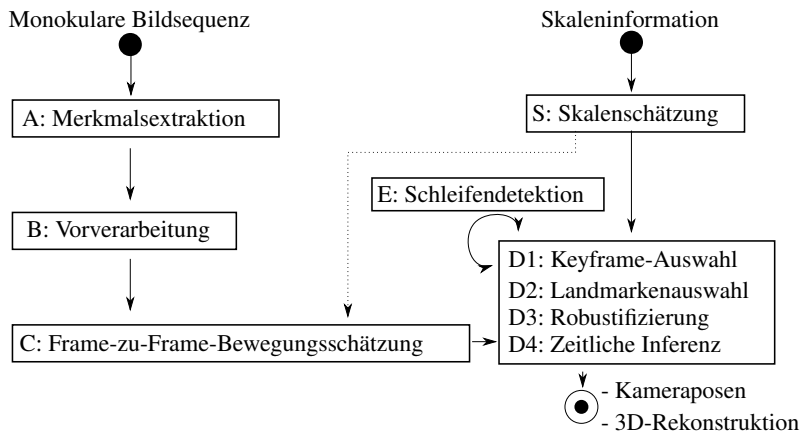 Monokulare Bildsequenz
Skaleninformation
A: Merkmalsextraktion
S: Skalenschätzung
E: Schleifendetektion
B: Vorverarbeitung
D1: Keyframe-Auswahl
D2: Landmarkenauswahl
D3: Robustifizierung
D4: Zeitliche Inferenz
C: Frame-zu-Frame-Bewegungsschätzung
- Kameraposen
- 3D-Rekonstruktion